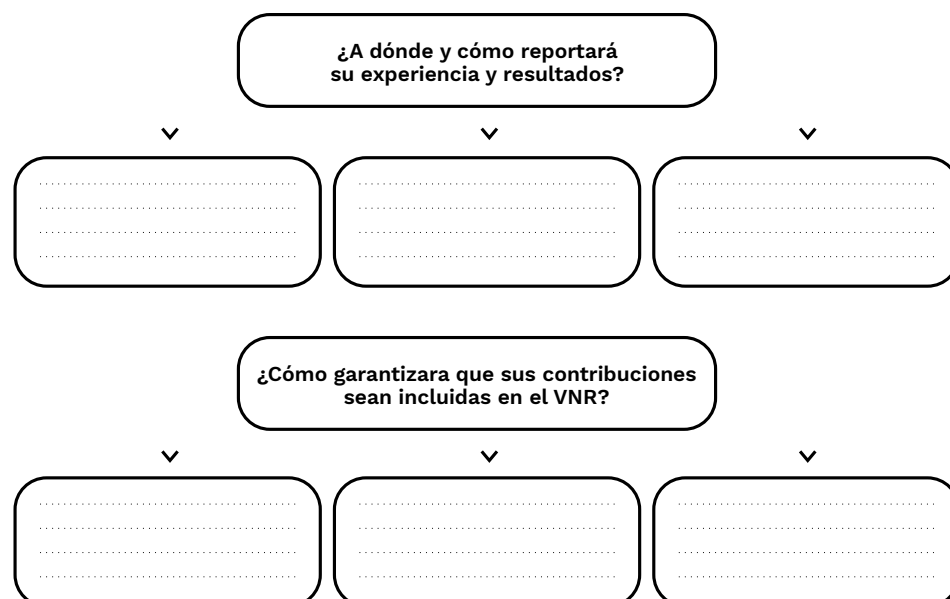 ¿A dónde y cómo reportará
su experiencia y resultados?
¿Cómo garantizara que sus contribuciones
sean incluidas en el VNR?